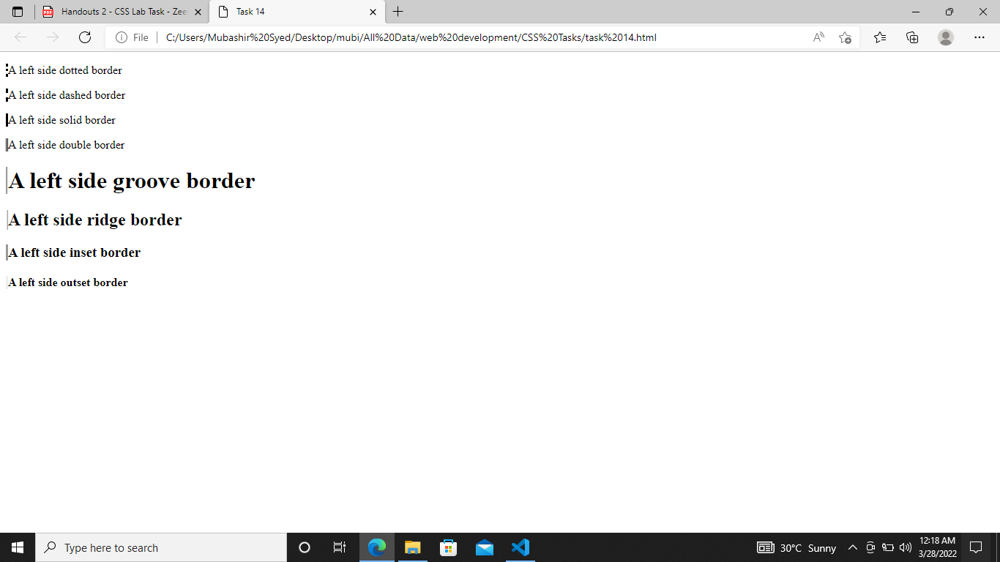 Handouts 2 - CSS Lab Task - Zee
Task 14
File
C:/Users/Mubashir%20Syed/Desktop/mubi/All%20Data/web%20development/CSS%20Tasks/task%2014.html
A left side dotted border
A left side dashed border
A left side solid border
A left side double border
A left side groove border
A left side ridge border
A left side inset border
A left side outset border
Type here to search
30°C Sunny
12:18 AM
3/28/2022